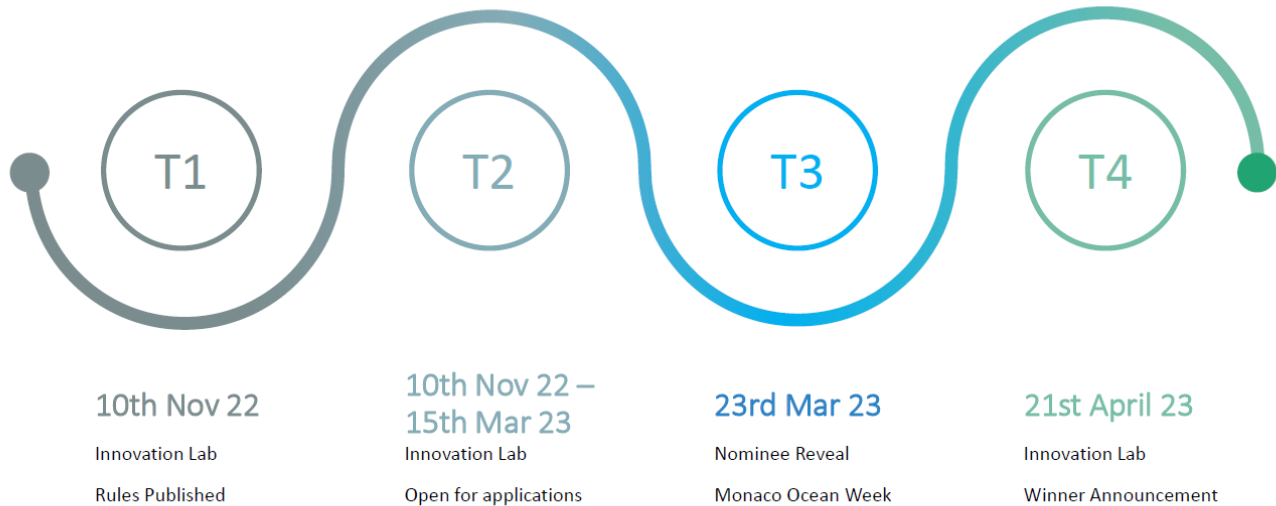 T1
T2
T3
T4
10th Nov 22
Innovation Lab
Rules Published
10th Nov 22 –
15th Mar 23
Innovation Lab
Open for applications
23rd Mar 23
Nominee Reveal
Monaco Ocean Week
21st April 23
Innovation Lab
Winner Announcement